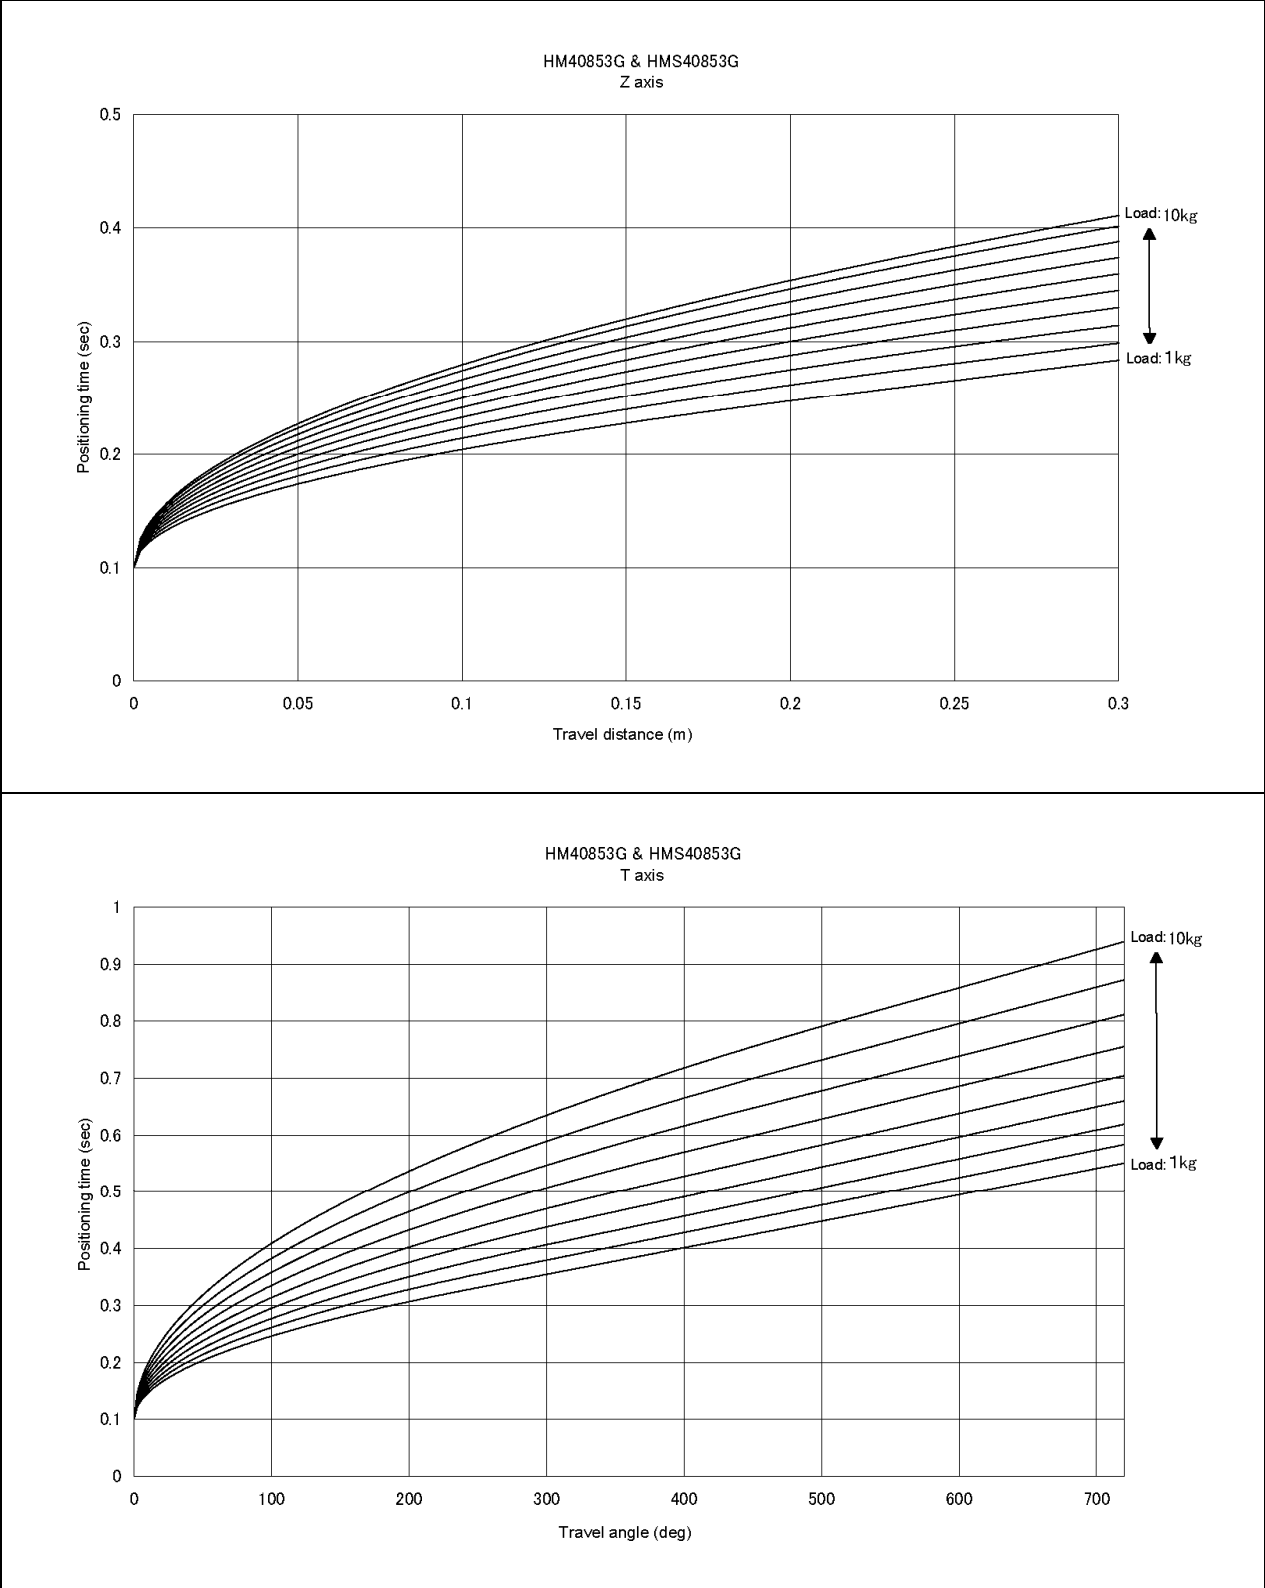 HM40853G & HMS40853G
Z axis
0.5
0.4
0.3
0.2
0.1
0
Positioning time (sec)
Load: 10kg
Load: 1kg
0 0.05 0.1 0.15 0.2 0.25 0.3
Travel distance (m)
HM40853G & HMS40853G
T axis
1
0.9
0.8
0.7
0.6
0.5
0.4
0.3
0.2
0.1
0
Positioning time (sec)
Load: 10kg
Load: 1kg
0 100 200 300 400 500 600 700
Travel angle (deg)